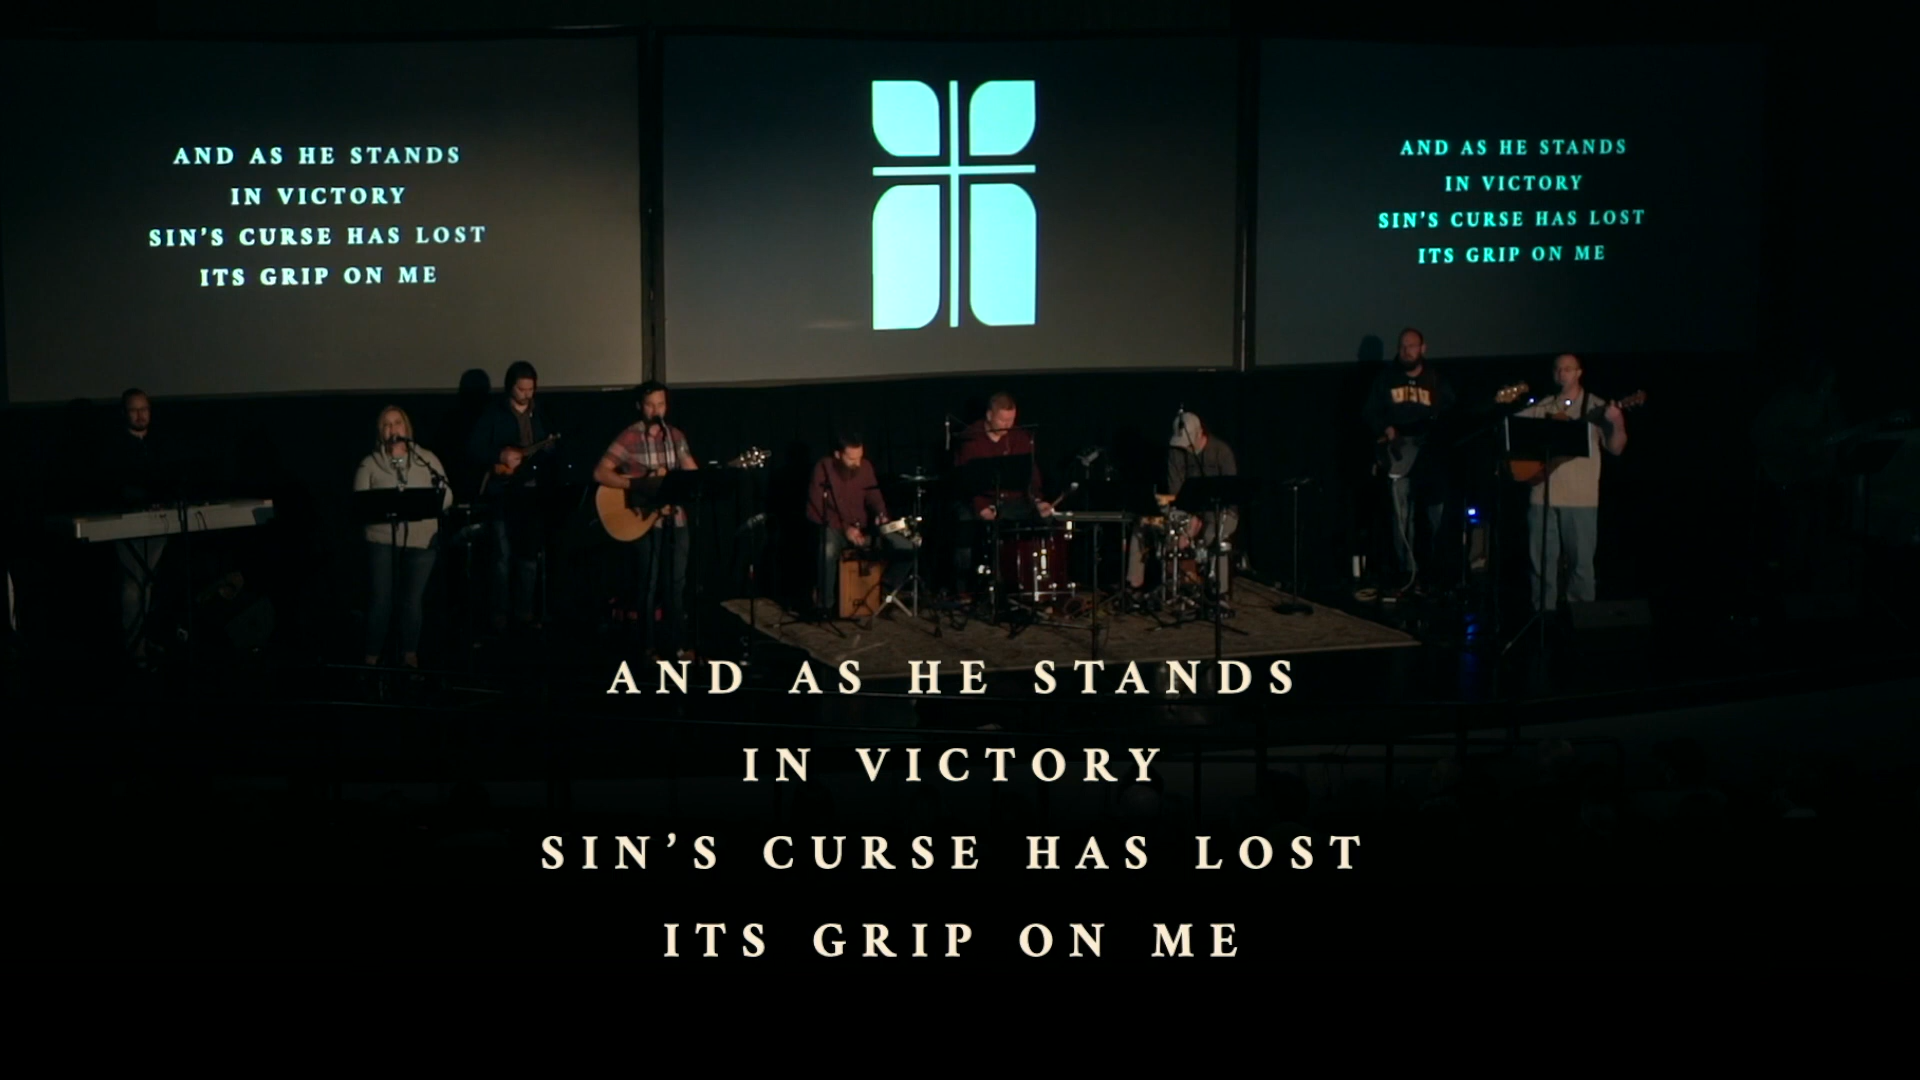 AND AS HE STANDS
IN VICTORY
SIN'S CURSE HAS LOST
ITS GRIP ON ME
AND AS HE STANDS
IN VICTORY
SIN'S CURSE HAS LOST
ITS GRIP ON ME
AND AS HE STANDS
IN VICTORY
SIN'S CURSE HAS LOST
ITS GRIP ON ME